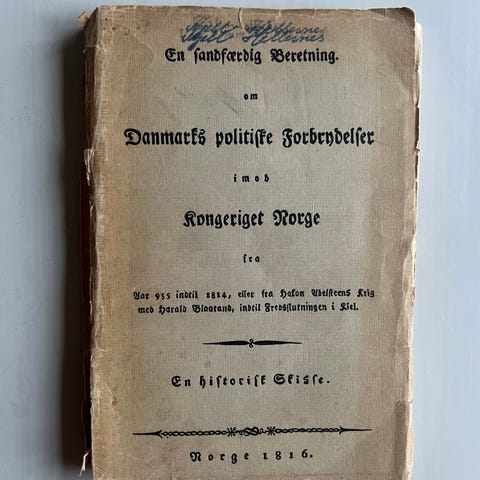 En sandfærdig Beretning.
om
Danmarks politiske Forbrydelser
imod
Kongeriget Norge
fra
Aar 955 indtil 1814, eller fra Hakon Adelsteens Krig
med Harald Blaatand, indtil Fredsslutningen i Kiel.
En historisk Skisse.
Norge 1816.